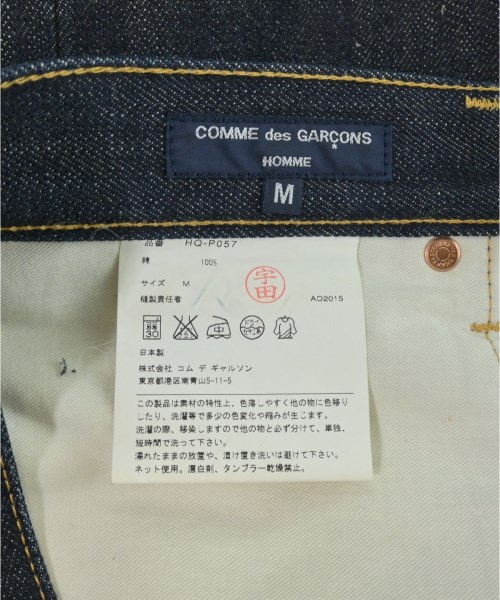 COMME des GARÇONS
HOMME
M
品番 HQ-P057
綿 100%
サイズ M
縫製責任者 宇田 AD2015
30 中 ドライ
日本製
株式会社 コム デ ギャルソン
東京都港区南青山5-11-5
この製品は素材の特性上、色落しやすく他の物に色移り
したり、洗濯等で多少の色変化や縮みが生じます。
洗濯の際、移染しますので他の物と必ず分けて、単独、
短時間で洗って下さい。
濡れたままの放置や、漬け置き洗いは避けて下さい。
ネット使用。漂白剤、タンブラー乾燥禁止。